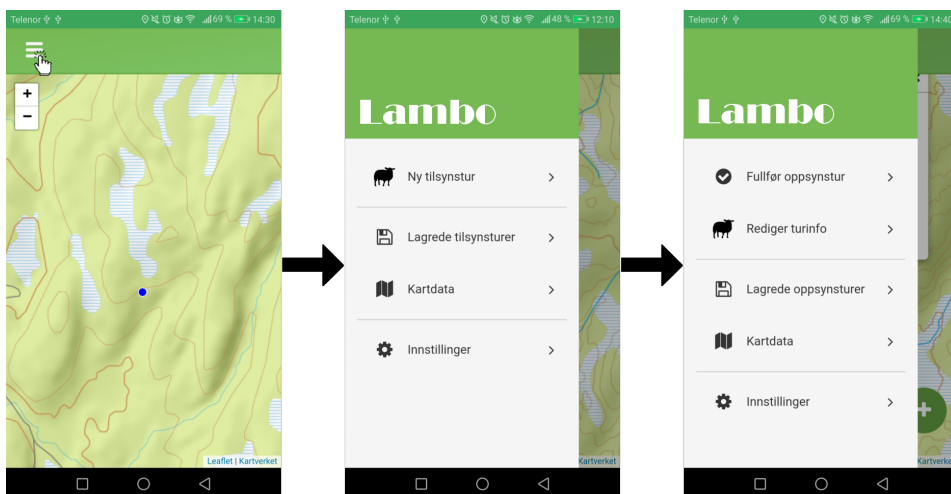 Telenor 69 % 14:30
+
−
Leaflet | Kartverket
Telenor 48 % 12:10
Lambo
Ny tilsynstur
Lagrede tilsynsturer
Kartdata
Innstillinger
Kartverket
Telenor 69 % 14:40
Lambo
Fullfør oppsynstur
Rediger turinfo
Lagrede oppsynsturer
Kartdata
Innstillinger
+